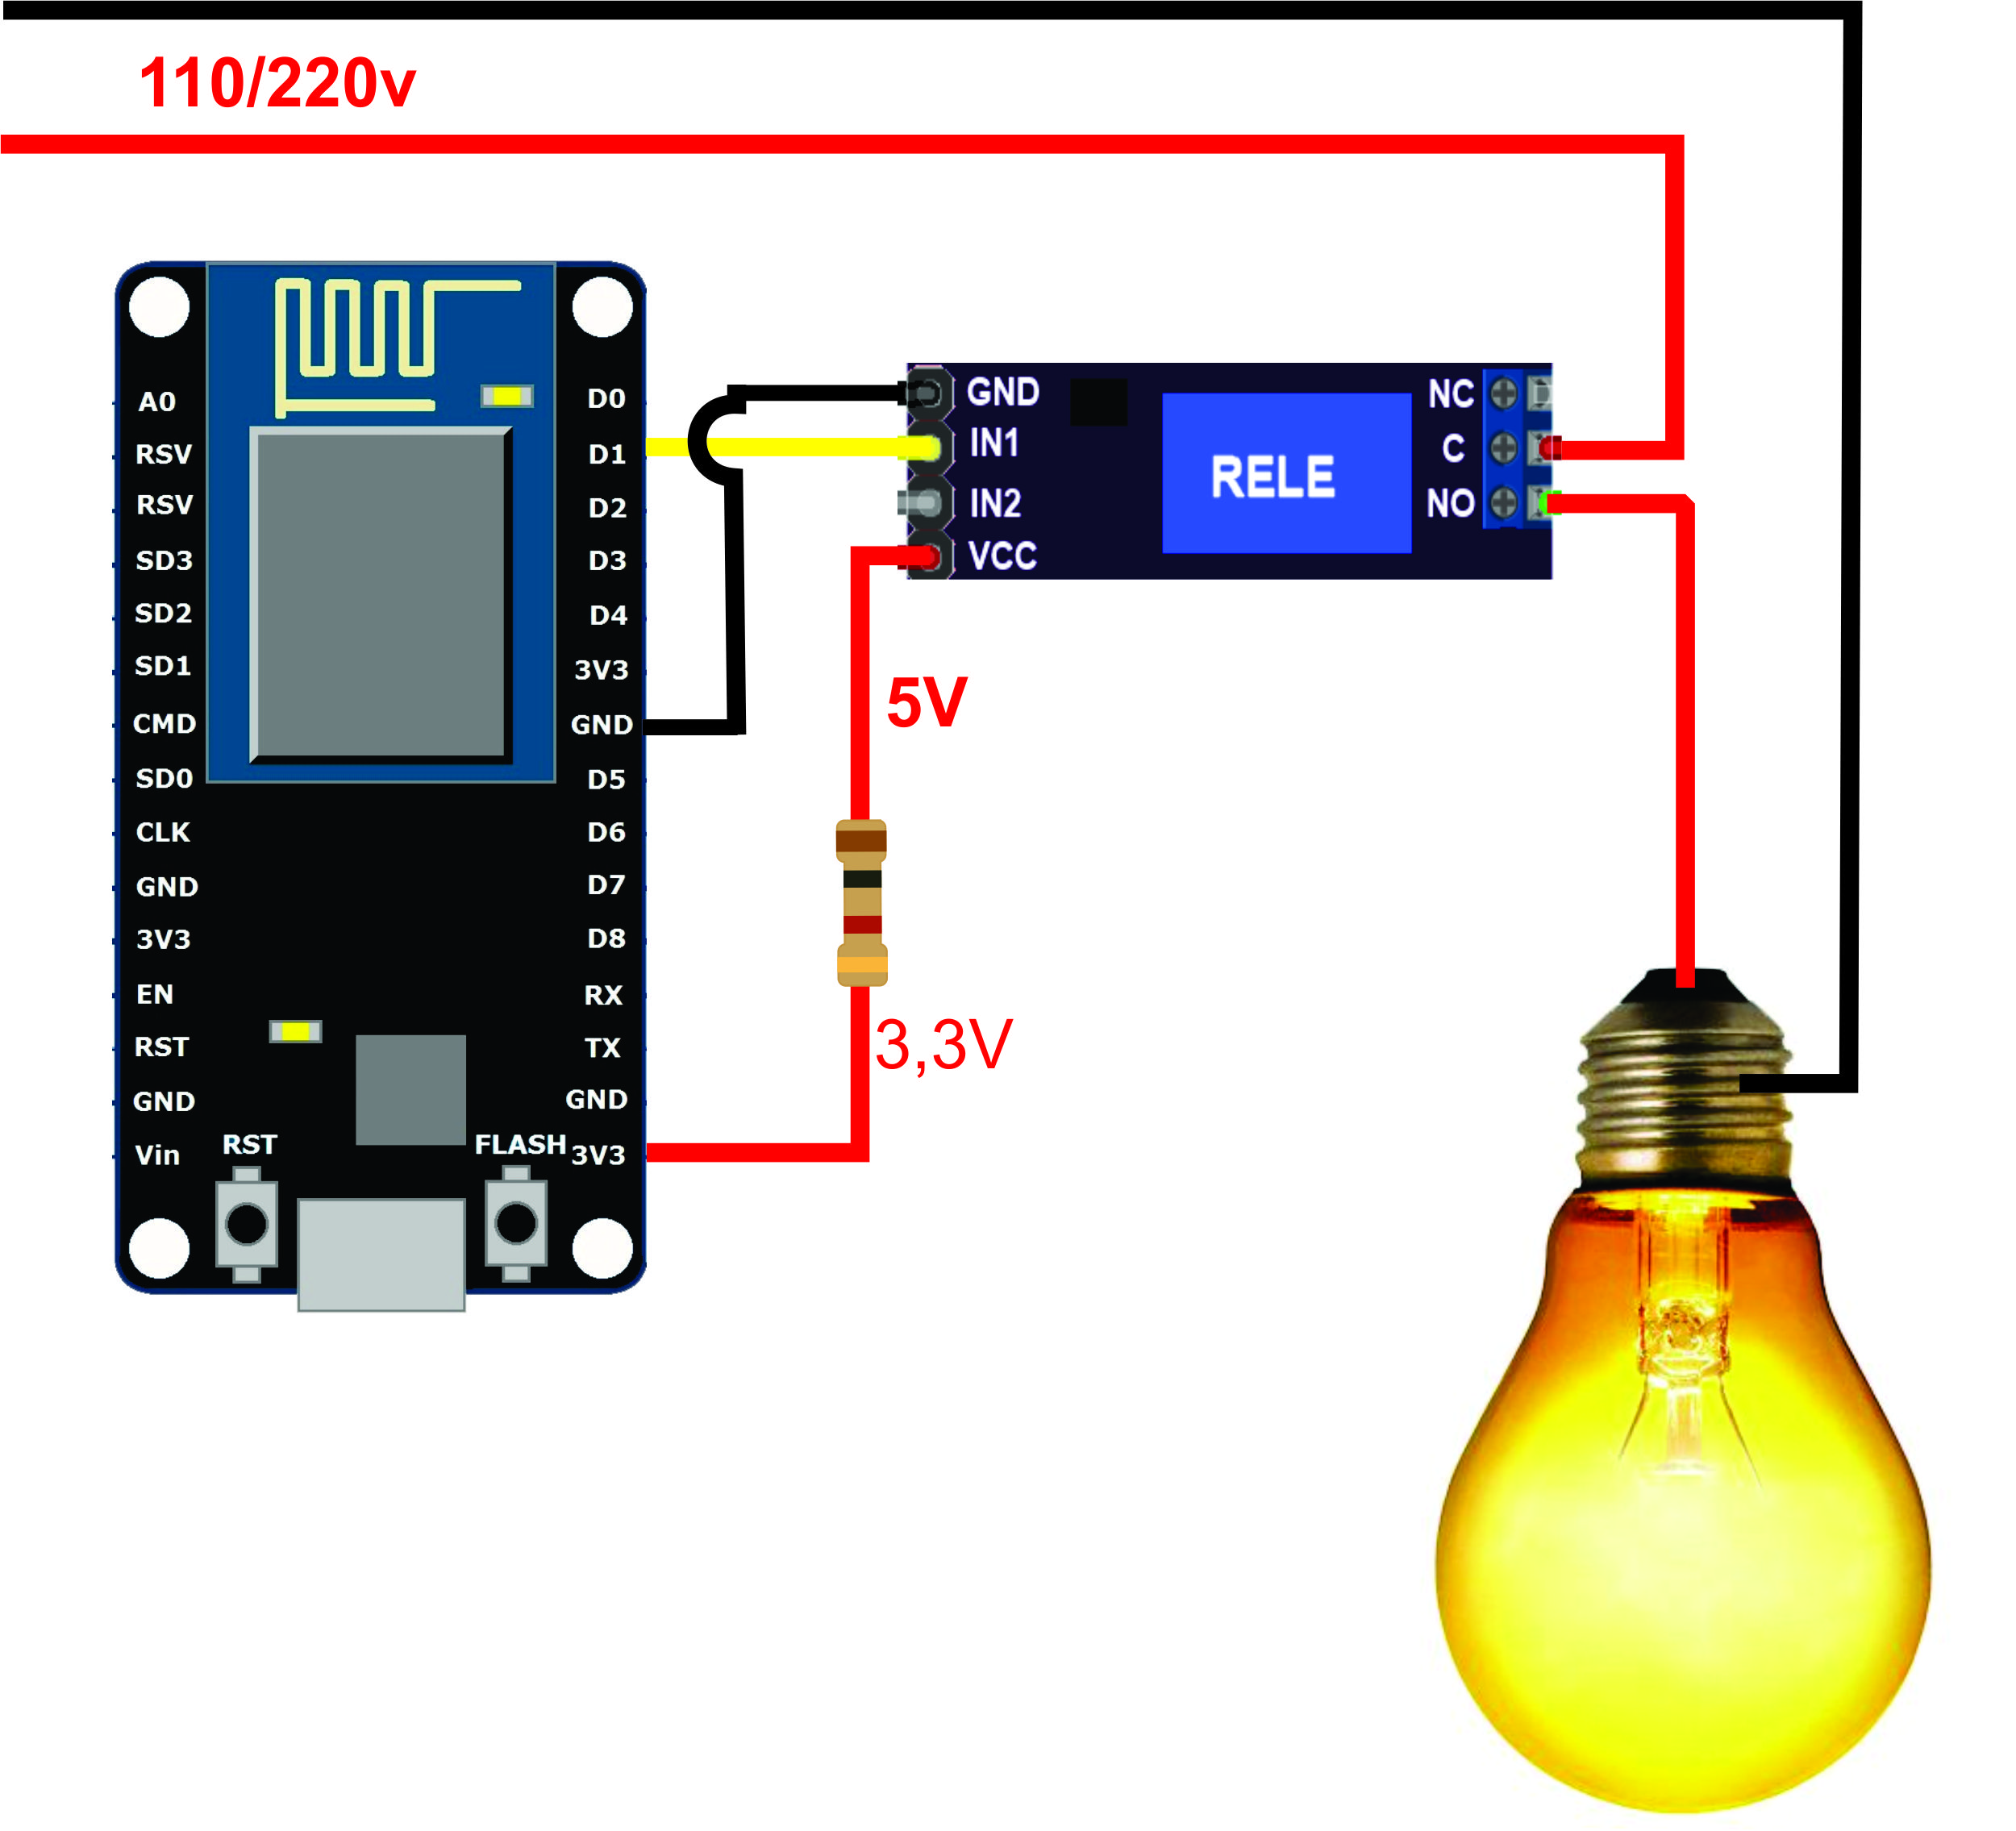 110/220v
A0
RSV
RSV
SD3
SD2
SD1
CMD
SD0
CLK
GND
3V3
EN
RST
GND
Vin
D0
D1
D2
D3
D4
3V3
GND
D5
D6
D7
D8
RX
TX
GND
3V3
RST
FLASH
GND
IN1
IN2
VCC
RELE
NC
C
NO
5V
3,3V